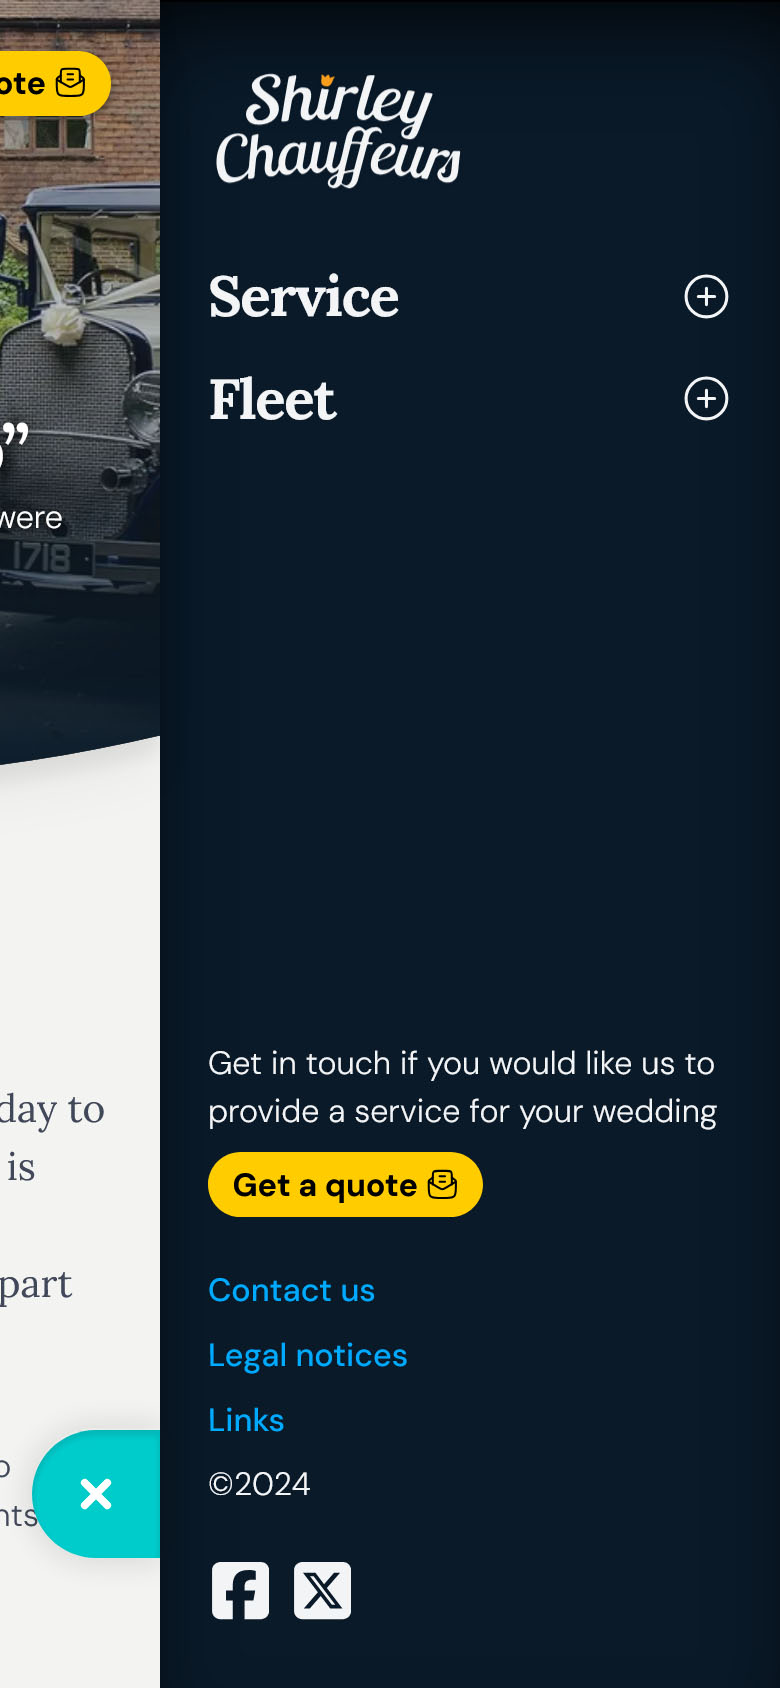 ote
”
were
1718
day to
is
part
nts
Shirley
Chauffeurs
Service
Fleet
Get in touch if you would like us to
provide a service for your wedding
Get a quote
Contact us
Legal notices
Links
©2024